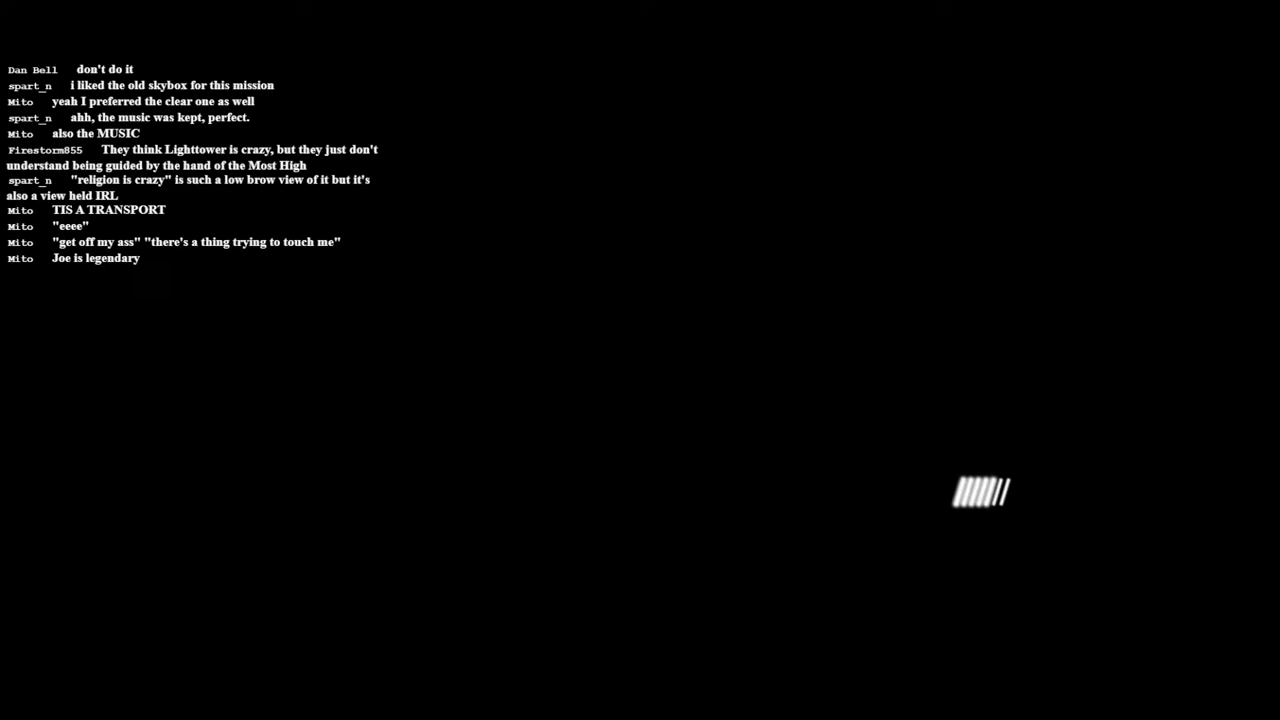 Dan Bell don't do it
spart_n i liked the old skybox for this mission
Mito yeah I preferred the clear one as well
spart_n ahh, the music was kept, perfect.
Mito also the MUSIC
Firestorm855 They think Lighttower is crazy, but they just don't
understand being guided by the hand of the Most High
spart_n "religion is crazy" is such a low brow view of it but it's
also a view held IRL
Mito TIS A TRANSPORT
Mito "eeee"
Mito "get off my ass" "there's a thing trying to touch me"
Mito Joe is legendary